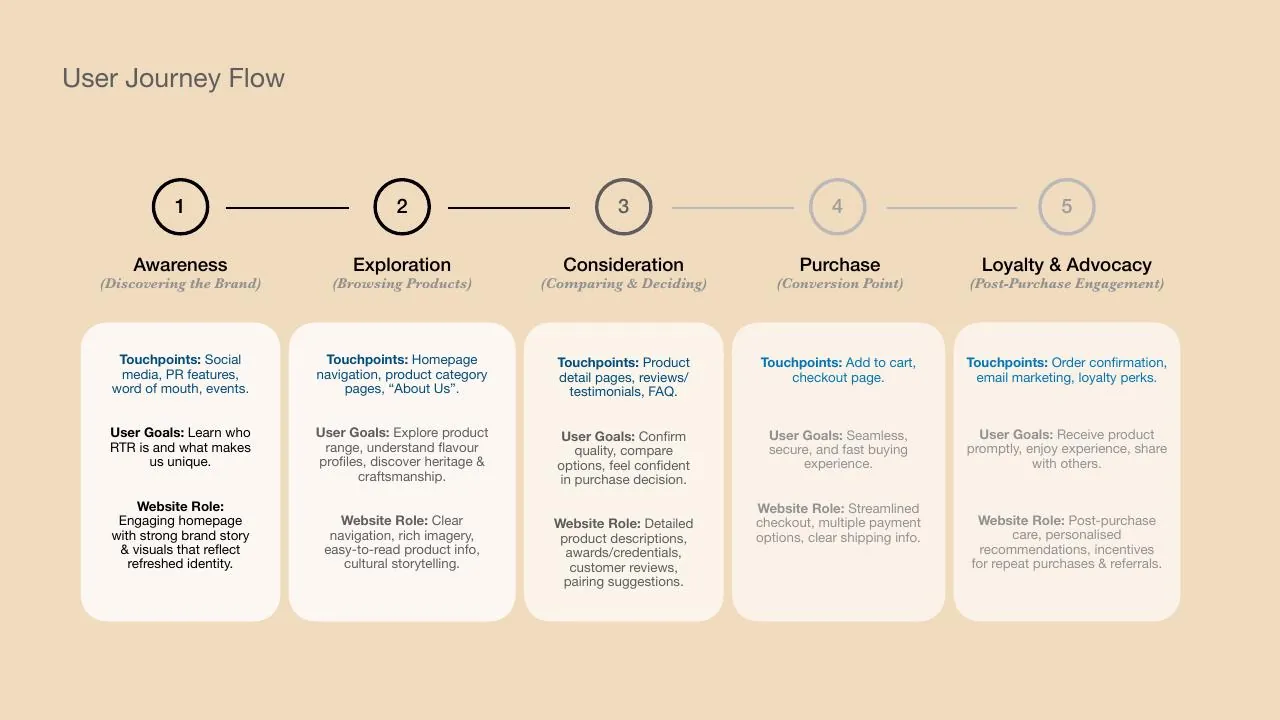 User Journey Flow
1
2
3
4
5
Awareness
(Discovering the Brand)
Exploration
(Browsing Products)
Consideration
(Comparing & Deciding)
Purchase
(Conversion Point)
Loyalty & Advocacy
(Post-Purchase Engagement)
Touchpoints: Social
media, PR features,
word of mouth, events.
User Goals: Learn who
RTR is and what makes
us unique.
Website Role:
Engaging homepage
with strong brand story
& visuals that reflect
refreshed identity.
Touchpoints: Homepage
navigation, product category
pages, “About Us”.
User Goals: Explore product
range, understand flavour
profiles, discover heritage &
craftsmanship.
Website Role: Clear
navigation, rich imagery,
easy-to-read product info,
cultural storytelling.
Touchpoints: Product
detail pages, reviews/
testimonials, FAQ.
User Goals: Confirm
quality, compare
options, feel confident
in purchase decision.
Website Role: Detailed
product descriptions,
awards/credentials,
customer reviews,
pairing suggestions.
Touchpoints: Add to cart,
checkout page.
User Goals: Seamless,
secure, and fast buying
experience.
Website Role: Streamlined
checkout, multiple payment
options, clear shipping info.
Touchpoints: Order confirmation,
email marketing, loyalty perks.
User Goals: Receive product
promptly, enjoy experience, share
with others.
Website Role: Post-purchase
care, personalised
recommendations, incentives
for repeat purchases & referrals.